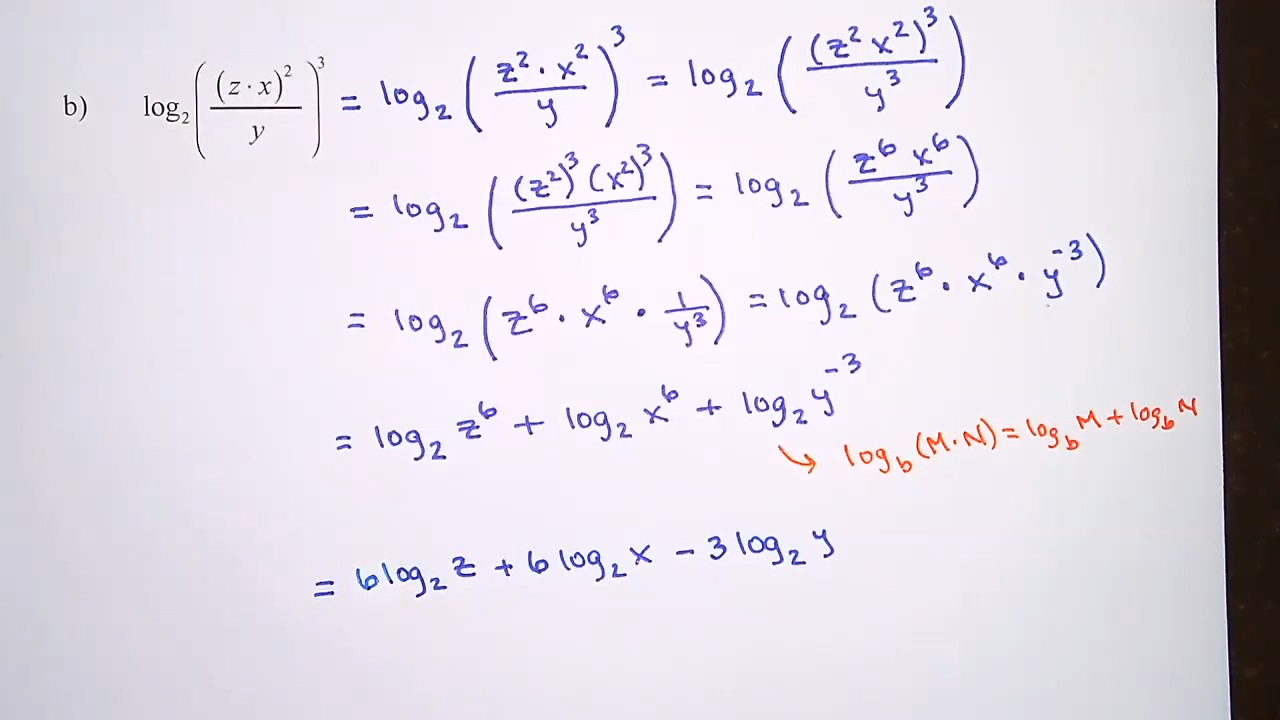 b) log₂((z·x)²/y)³ = log₂(z²·x²/y)³ = log₂((z²x²)³/y³)
= log₂((z²)³(x²)³/y³) = log₂(z⁶x⁶/y³)
= log₂(z⁶·x⁶·1/y³) = log₂(z⁶·x⁶·y⁻³)
= log₂z⁶ + log₂x⁶ + log₂y⁻³
↘ log_b(M·N) = log_b M + log_b N
= 6log₂z + 6log₂x - 3log₂y